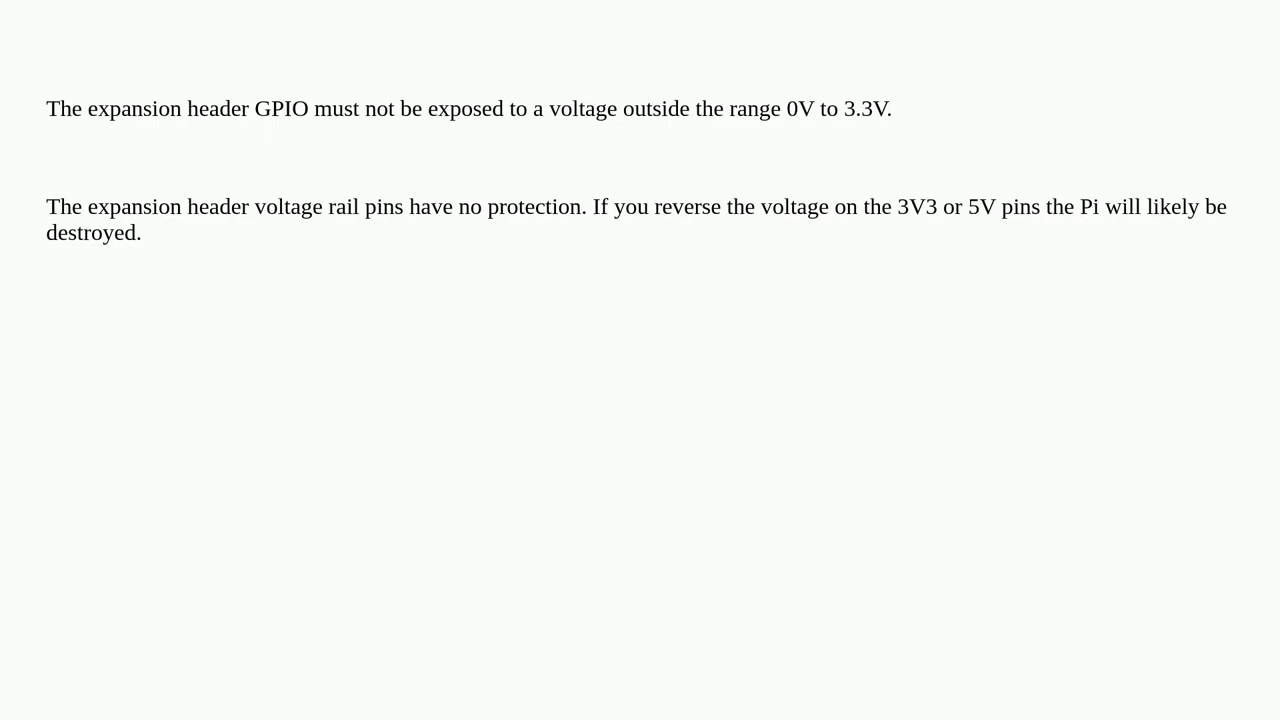 The expansion header GPIO must not be exposed to a voltage outside the range 0V to 3.3V.
The expansion header voltage rail pins have no protection. If you reverse the voltage on the 3V3 or 5V pins the Pi will likely be
destroyed.